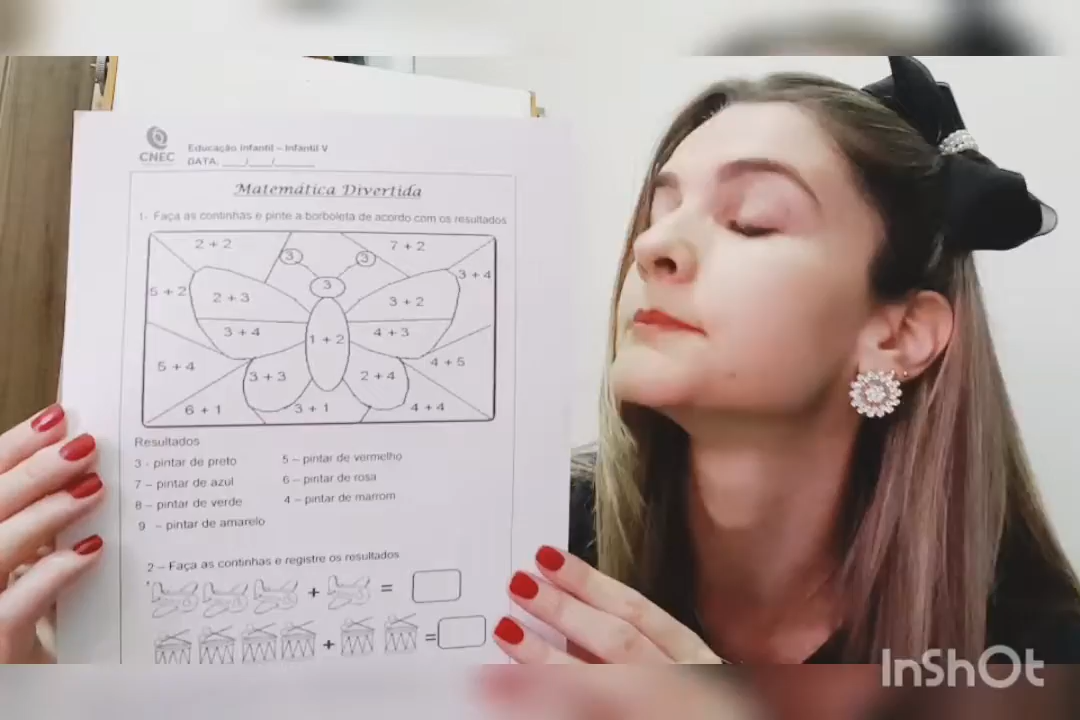 CNEC
Educação Infantil – Infantil V
DATA: ____/____/_______
Matemática Divertida
1- Faça as continhas e pinte a borboleta de acordo com os resultados
2 + 2
7 + 2
3
3
3
3 + 4
5 + 2
2 + 3
3 + 2
3 + 4
1 + 2
4 + 3
5 + 4
3 + 3
2 + 4
4 + 5
6 + 1
3 + 1
4 + 4
Resultados
3 - pintar de preto
5 – pintar de vermelho
7 – pintar de azul
6 – pintar de rosa
8 – pintar de verde
4 – pintar de marrom
9 – pintar de amarelo
2 – Faça as continhas e registre os resultados
+ =
+ =
InShOt